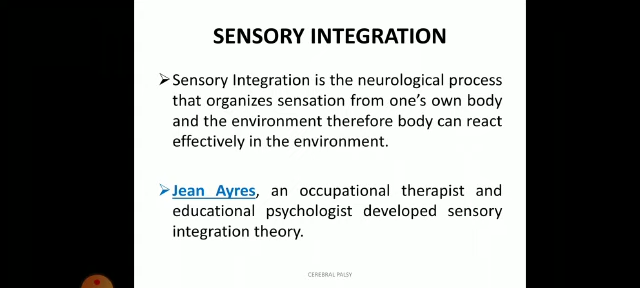 SENSORY INTEGRATION
➢Sensory Integration is the neurological process
that organizes sensation from one's own body
and the environment therefore body can react
effectively in the environment.
➢Jean Ayres, an occupational therapist and
educational psychologist developed sensory
integration theory.
CEREBRAL PALSY